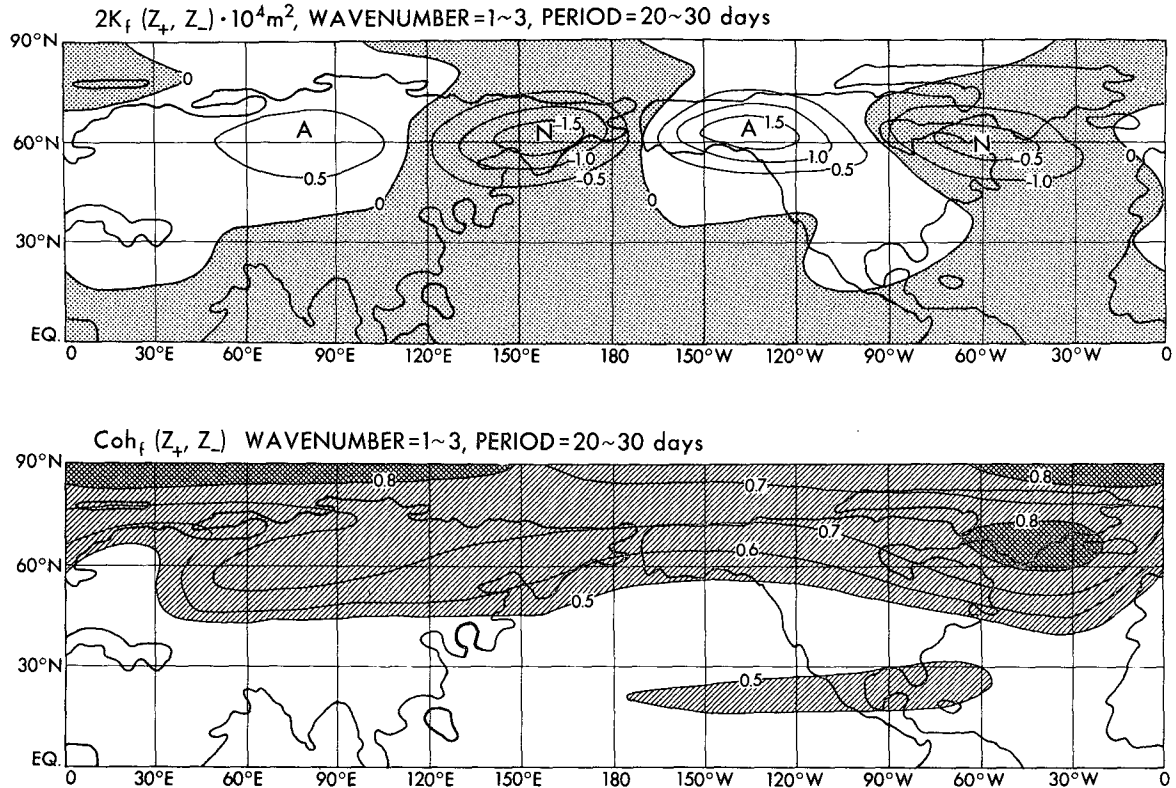 2K_f (Z_+, Z_-) · 10^4 m^2, WAVENUMBER=1~3, PERIOD=20~30 days
90°N
0
A
-1.5
N
A
1.5
60°N
N
0
1.0
1.0
-0.5
0.5
-0.5
0.5
-1.0
0
0
30°N
EQ.
0 30°E 60°E 90°E 120°E 150°E 180 150°W 120°W 90°W 60°W 30°W 0
Coh_f (Z_+, Z_-) WAVENUMBER=1~3, PERIOD=20~30 days
90°N
0.8
0.7
0.8
0.8
0.7
0.6
60°N
0.5
30°N
0.5
EQ.
0 30°E 60°E 90°E 120°E 150°E 180 150°W 120°W 90°W 60°W 30°W 0